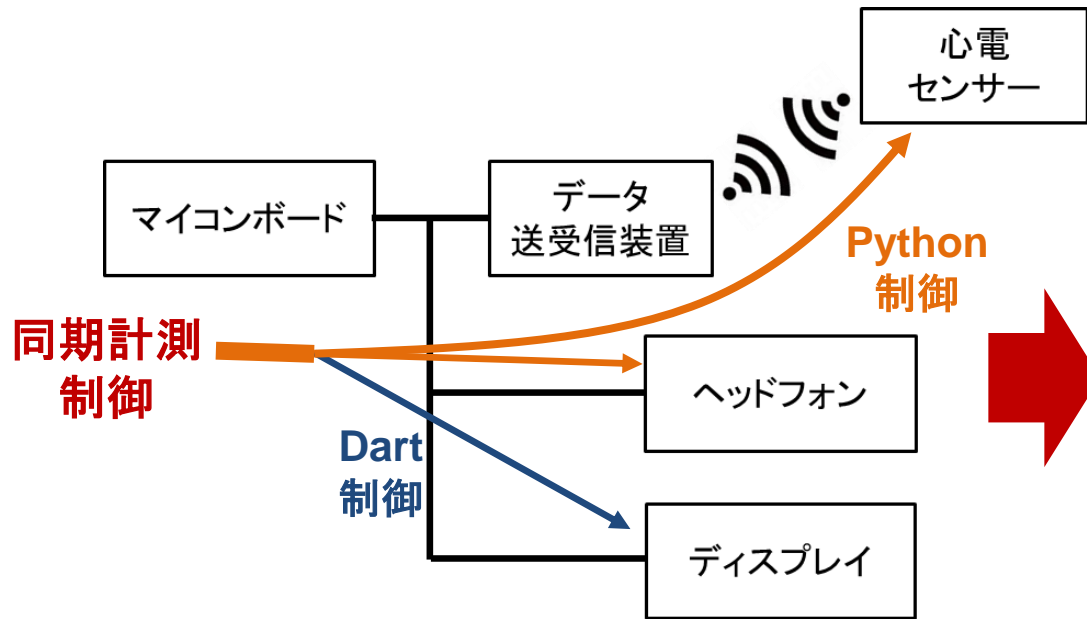 心電
センサー
マイコンボード
データ
送受信装置
Python
制御
同期計測
制御
ヘッドフォン
Dart
制御
ディスプレイ